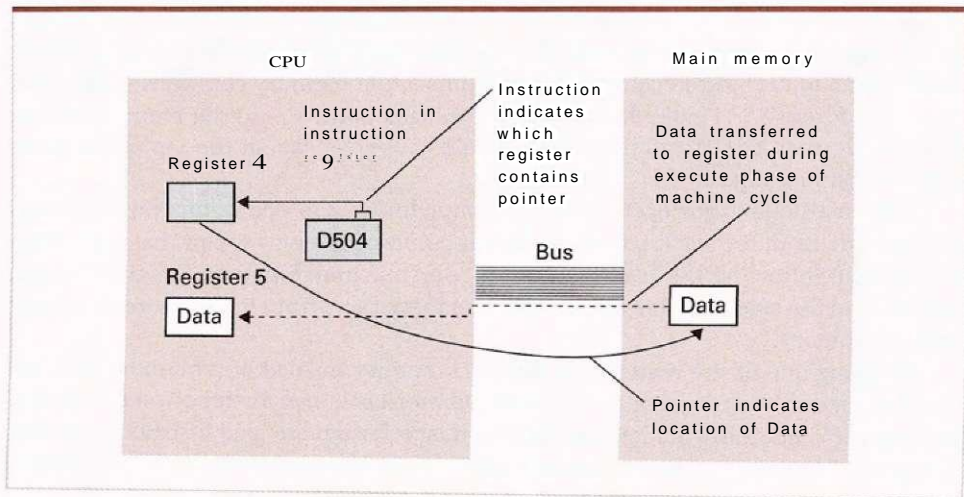 CPU
Main memory
Instruction in
instruction
Instruction
indicates
which
register
contains
pointer
Data transferred
to register during
execute phase of
machine cycle
Register 4
D504
Bus
Register 5
Data
Data
Pointer indicates
location of Data